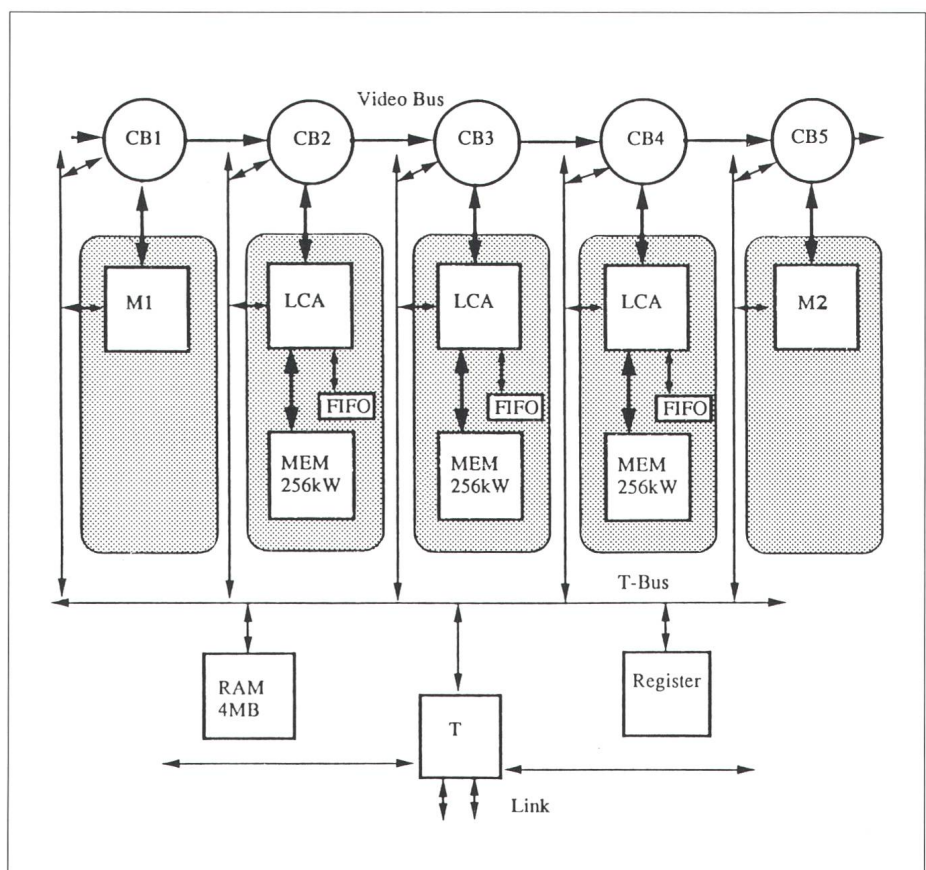 Video Bus
CB1
CB2
CB3
CB4
CB5
M1
LCA
LCA
LCA
M2
FIFO
FIFO
FIFO
MEM
256kW
MEM
256kW
MEM
256kW
T-Bus
RAM
4MB
T
Register
Link